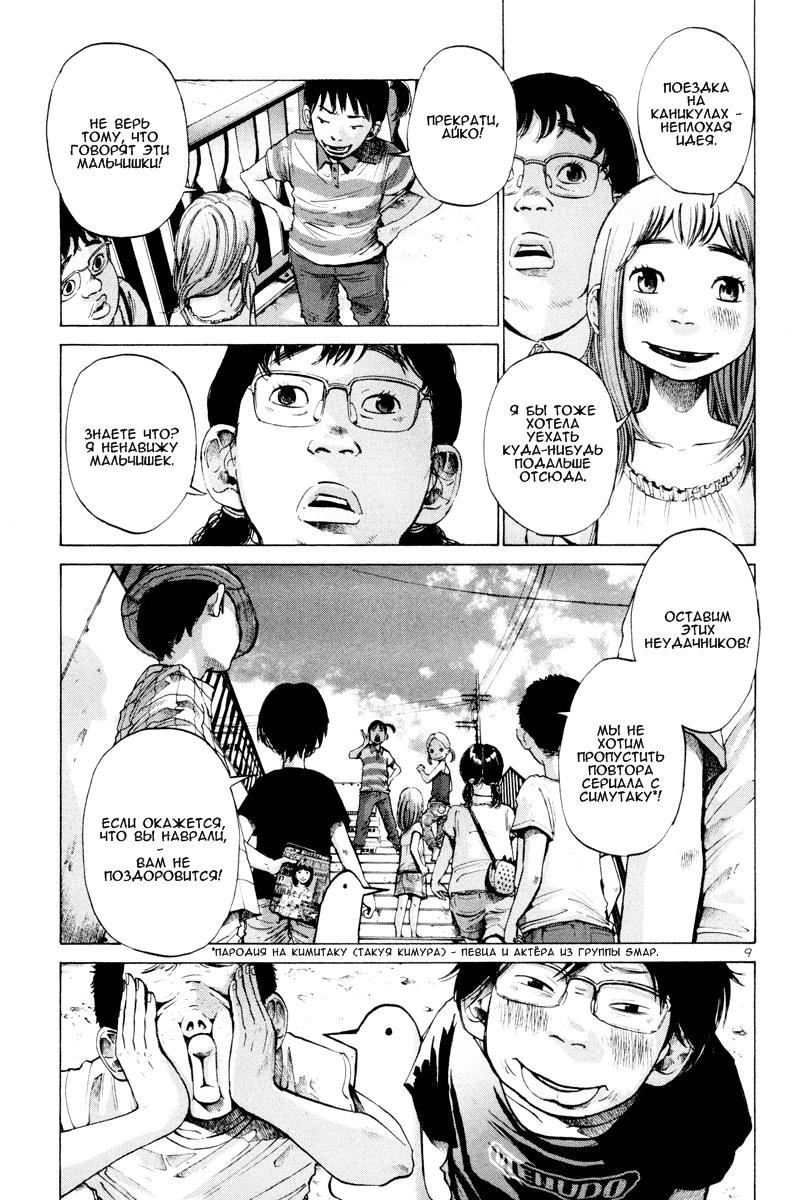 ПОЕЗДКА
НА
КАНИКУЛАХ -
НЕПЛОХАЯ
ИДЕЯ.
Я БЫ ТОЖЕ
ХОТЕЛА
УЕХАТЬ
КУДА-НИБУДЬ
ПОДАЛЬШЕ
ОТСЮДА.
ПРЕКРАТИ,
АЙКО!
НЕ ВЕРЬ
ТОМУ, ЧТО
ГОВОРЯТ ЭТИ
МАЛЬЧИШКИ!
ЗНАЕТЕ ЧТО?
Я НЕНАВИЖУ
МАЛЬЧИШЕК.
ОСТАВИМ
ЭТИХ
НЕУДАЧНИКОВ!
МЫ НЕ
ХОТИМ
ПРОПУСТИТЬ
ПОВТОРА
СЕРИАЛА С
СИМУТАКУ*!
ЕСЛИ ОКАЖЕТСЯ,
ЧТО ВЫ НАВРАЛИ,
-
ВАМ НЕ
ПОЗДОРОВИТСЯ!
*ПАРОДИЯ НА КИМИТАКУ (ТАКУЯ КИМУРА) - ПЕВЦА И АКТЁРА ИЗ ГРУППЫ SMAP.
9